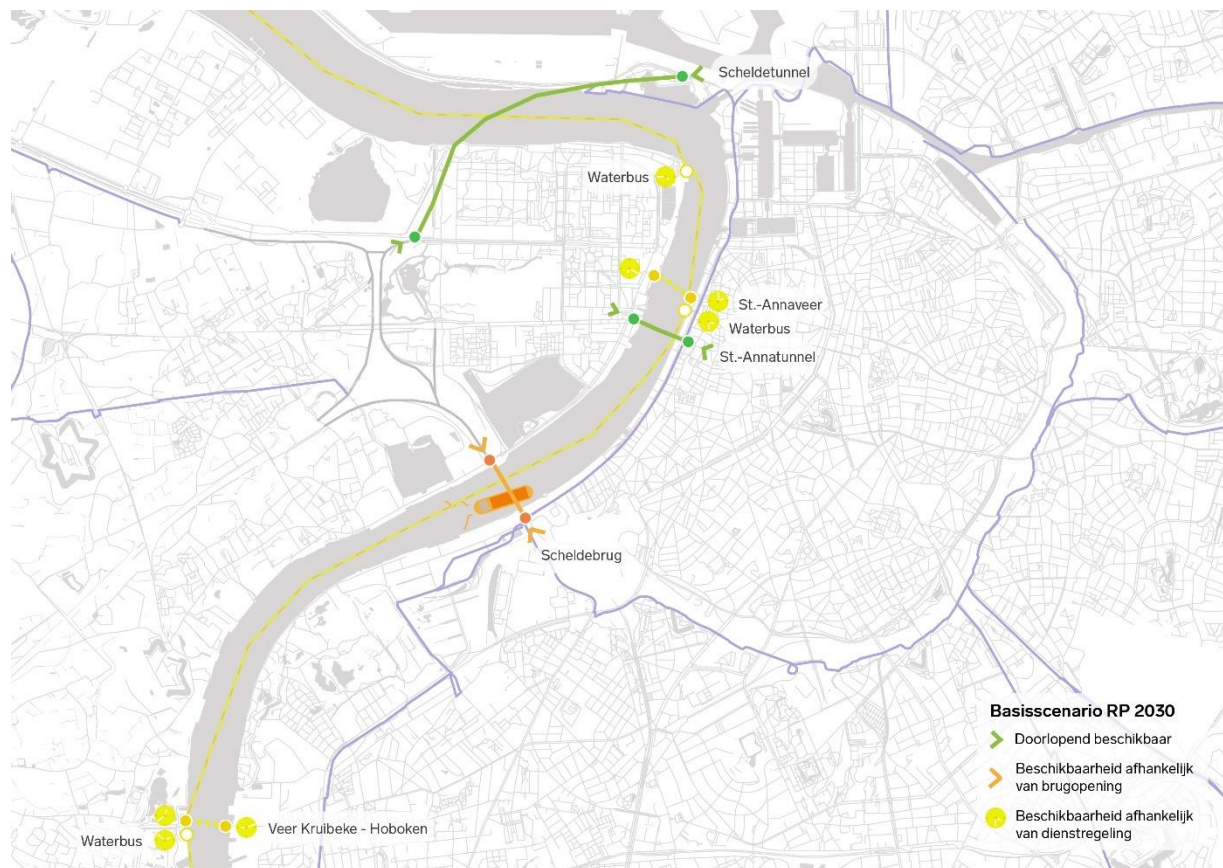 Scheldetunnel
Waterbus
St.-Annaveer
Waterbus
St.-Annatunnel
Scheldebrug
Waterbus
Veer Kruibeke - Hoboken
Basisscenario RP 2030
Doorlopend beschikbaar
Beschikbaarheid afhankelijk
van brugopening
Beschikbaarheid afhankelijk
van dienstregeling